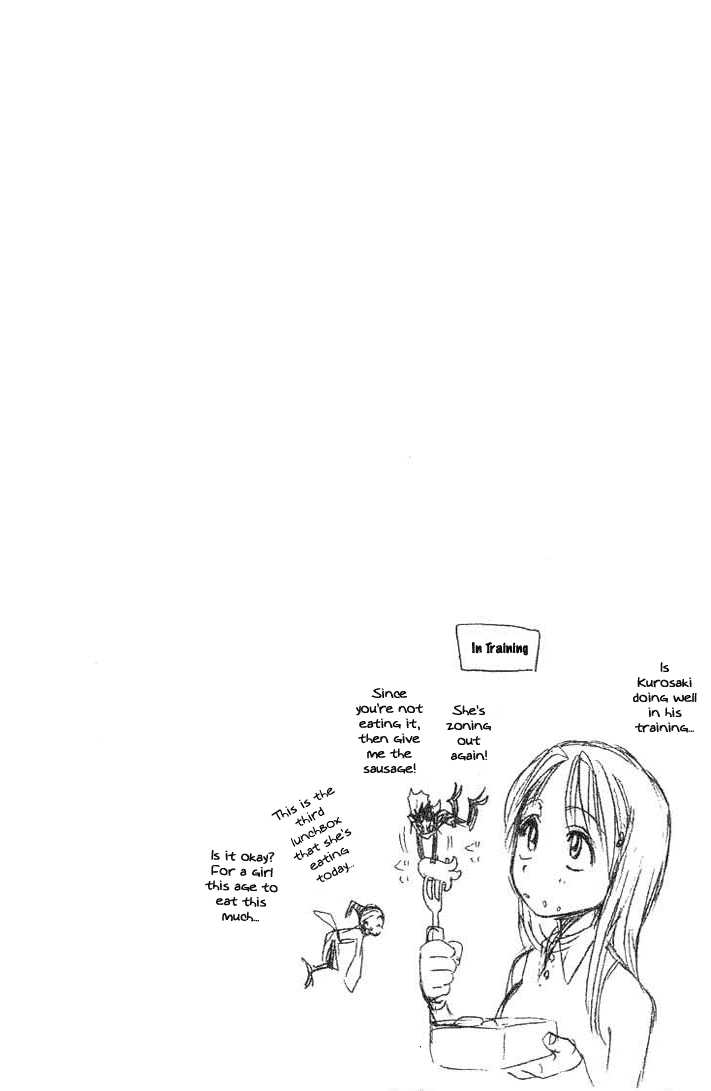 In Training
Is
Kurosaki
doing well
in his
training...
She's
zoning
out
again!
Since
you're not
eating it,
then give
me the
sausage!
This is the
third
lunchbox
that she's
eating
today...
Is it okay?
For a girl
this age to
eat this
much...